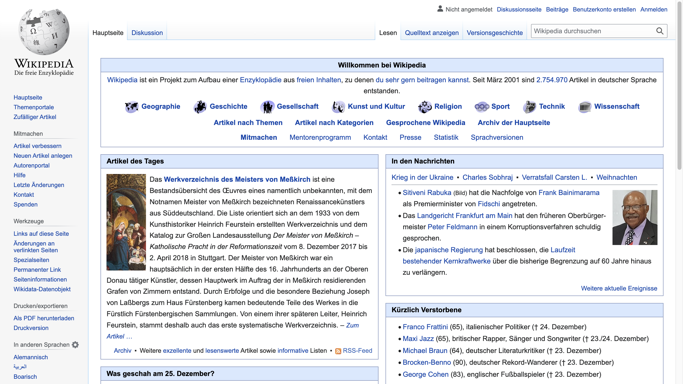 Nicht angemeldet Diskussionsseite Beiträge Benutzerkonto erstellen Anmelden
Hauptseite Diskussion Lesen Quelltext anzeigen Versionsgeschichte Wikipedia durchsuchen
WIKIPEDIA
Die freie Enzyklopädie
Hauptseite
Themenportale
Zufälliger Artikel
Mitmachen
Artikel verbessern
Neuen Artikel anlegen
Autorenportal
Hilfe
Letzte Änderungen
Kontakt
Spenden
Werkzeuge
Links auf diese Seite
Änderungen an
verlinkten Seiten
Spezialseiten
Permanenter Link
Seiteninformationen
Wikidata-Datenobjekt
Drucken/exportieren
Als PDF herunterladen
Druckversion
In anderen Sprachen
Alemannisch
العربية
Boarisch
Willkommen bei Wikipedia
Wikipedia ist ein Projekt zum Aufbau einer Enzyklopädie aus freien Inhalten, zu denen du sehr gern beitragen kannst. Seit März 2001 sind 2.754.970 Artikel in deutscher Sprache
entstanden.
Geographie Geschichte Gesellschaft Kunst und Kultur Religion Sport Technik Wissenschaft
Artikel nach Themen Artikel nach Kategorien Gesprochene Wikipedia Archiv der Hauptseite
Mitmachen Mentorenprogramm Kontakt Presse Statistik Sprachversionen
Artikel des Tages
Das Werkverzeichnis des Meisters von Meßkirch ist eine
Bestandsübersicht des Œuvres eines namentlich unbekannten, mit dem
Notnamen Meister von Meßkirch bezeichneten Renaissancekünstlers
aus Süddeutschland. Die Liste orientiert sich an dem 1933 von dem
Kunsthistoriker Heinrich Feurstein erstellten Werkverzeichnis und dem
Katalog zur Großen Landesausstellung Der Meister von Meßkirch –
Katholische Pracht in der Reformationszeit vom 8. Dezember 2017 bis
2. April 2018 in Stuttgart. Der Meister von Meßkirch war ein
hauptsächlich in der ersten Hälfte des 16. Jahrhunderts an der Oberen
Donau tätiger Künstler, dessen Hauptwerk im Auftrag der in Meßkirch residierenden
Grafen von Zimmern entstand. Durch Erbfolge und die besondere Beziehung Joseph
von Laßbergs zum Haus Fürstenberg kamen bedeutende Teile des Werkes in die
Fürstlich Fürstenbergischen Sammlungen. Von einem ihrer späteren Leiter, Heinrich
Feurstein, stammt deshalb auch das erste systematische Werkverzeichnis. – Zum
Artikel …
Archiv • Weitere exzellente und lesenswerte Artikel sowie informative Listen • RSS-Feed
Was geschah am 25. Dezember?
In den Nachrichten
Krieg in der Ukraine • Charles Sobhraj • Verratsfall Carsten L. • Weihnachten
• Sitiveni Rabuka (Bild) hat die Nachfolge von Frank Bainimarama
als Premierminister von Fidschi angetreten.
• Das Landgericht Frankfurt am Main hat den früheren Oberbürger-
meister Peter Feldmann in einem Korruptionsverfahren schuldig
gesprochen.
• Die japanische Regierung hat beschlossen, die Laufzeit
bestehender Kernkraftwerke über die bisherige Begrenzung auf 60 Jahre hinaus
zu verlängern.
Weitere aktuelle Ereignisse
Kürzlich Verstorbene
• Franco Frattini (65), italienischer Politiker († 24. Dezember)
• Maxi Jazz (65), britischer Rapper, Sänger und Songwriter († 23./24. Dezember)
• Michael Braun (64), deutscher Literaturkritiker († 23. Dezember)
• Brocken-Benno (90), deutscher Rekord-Wanderer († 23. Dezember)
• George Cohen (83), englischer Fußballspieler († 23. Dezember)